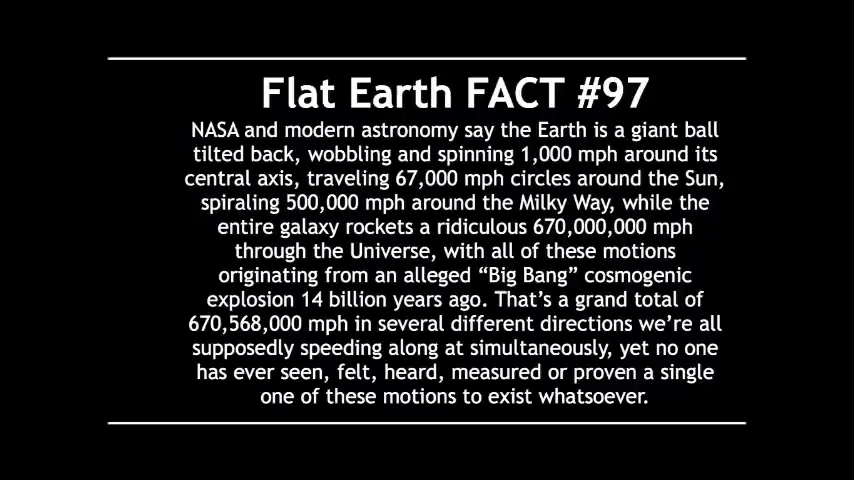 Flat Earth FACT #97
NASA and modern astronomy say the Earth is a giant ball
tilted back, wobbling and spinning 1,000 mph around its
central axis, traveling 67,000 mph circles around the Sun,
spiraling 500,000 mph around the Milky Way, while the
entire galaxy rockets a ridiculous 670,000,000 mph
through the Universe, with all of these motions
originating from an alleged “Big Bang” cosmogenic
explosion 14 billion years ago. That’s a grand total of
670,568,000 mph in several different directions we’re all
supposedly speeding along at simultaneously, yet no one
has ever seen, felt, heard, measured or proven a single
one of these motions to exist whatsoever.